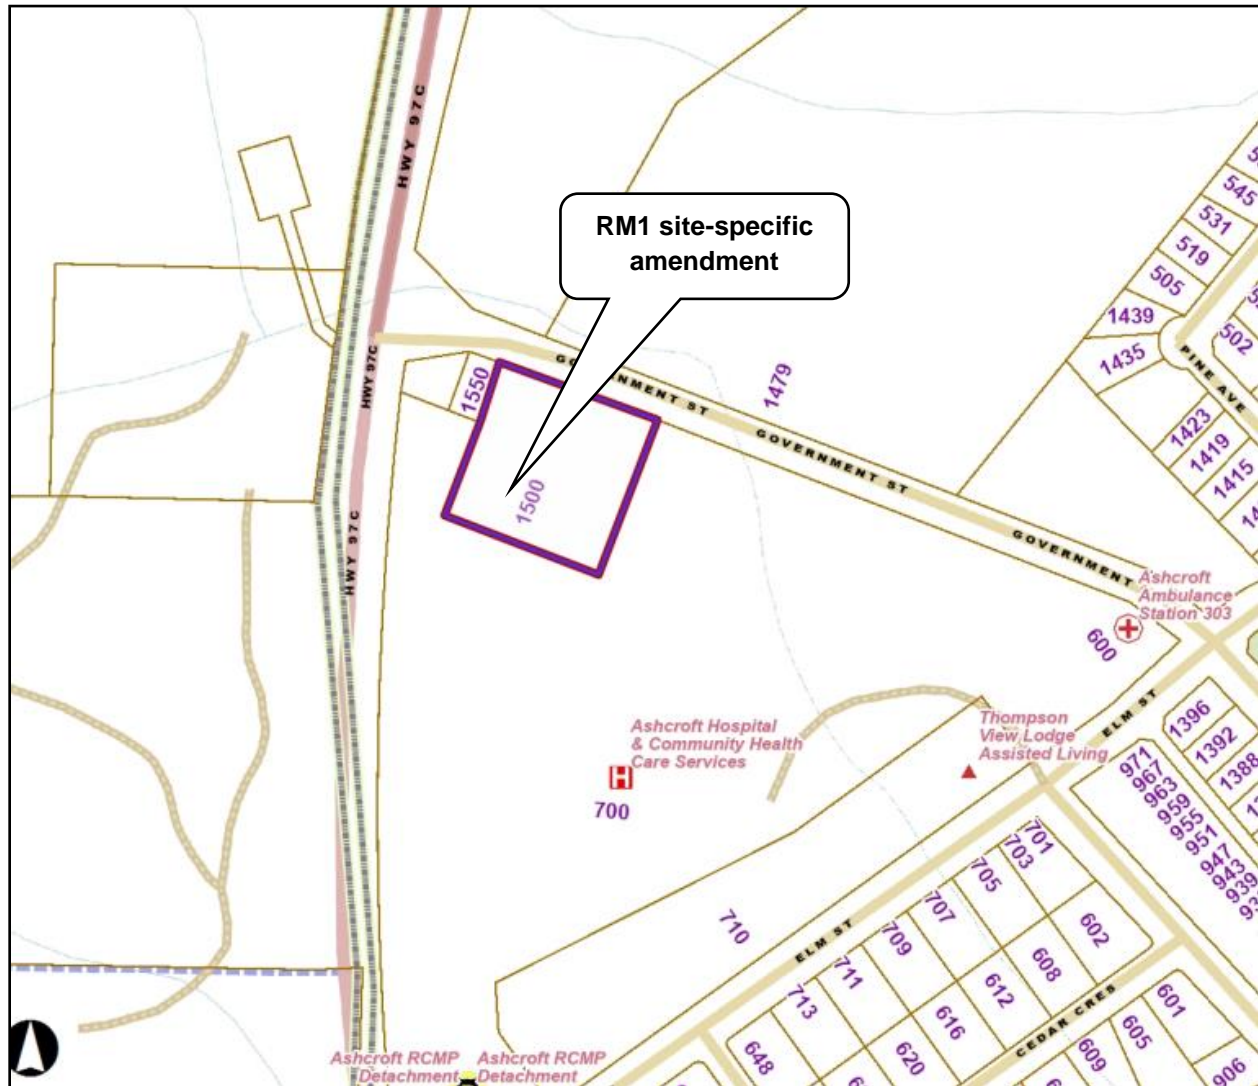 HWY 97C
RM1 site-specific
amendment
545
531
519
505
1439
1435
502
PINE AVE
1423
1419
1415
HWY 97C
1550
GOVERNMENT ST
1479
GOVERNMENT ST
1500
HWY 97C
GOVERNMENT
Ashcroft
Ambulance
Station 303
600
ELM ST
Ashcroft Hospital
& Community Health
Care Services
700
Thompson
View Lodge
Assisted Living
1396
1392
1388
971
967
963
959
955
951
947
943
939
701
703
705
707
709
711
713
710
ELM ST
602
608
612
616
620
648
CEDAR CRES
601
605
609
906
Ashcroft RCMP
Detachment
Ashcroft RCMP
Detachment